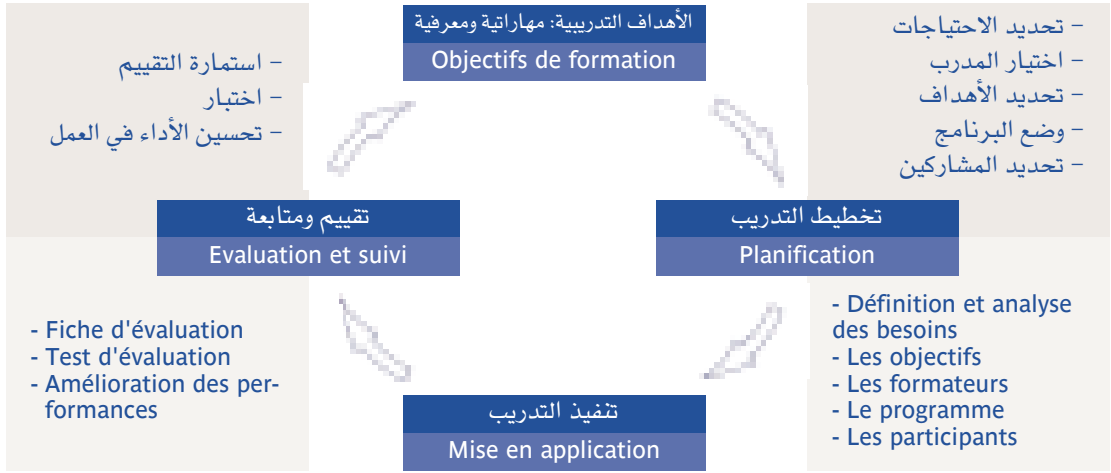 الأهداف التدريبية: مهاراتية ومعرفية
Objectifs de formation
– تحديد الاحتياجات
– اختيار المدرب
– تحديد الأهداف
– وضع البرنامج
– تحديد المشاركين
– استمارة التقييم
– اختبار
– تحسين الأداء في العمل
تخطيط التدريب
Planification
تقييم ومتابعة
Evaluation et suivi
- Définition et analyse
des besoins
- Les objectifs
- Les formateurs
- Le programme
- Les participants
- Fiche d'évaluation
- Test d'évaluation
- Amélioration des per-
formances
تنفيذ التدريب
Mise en application